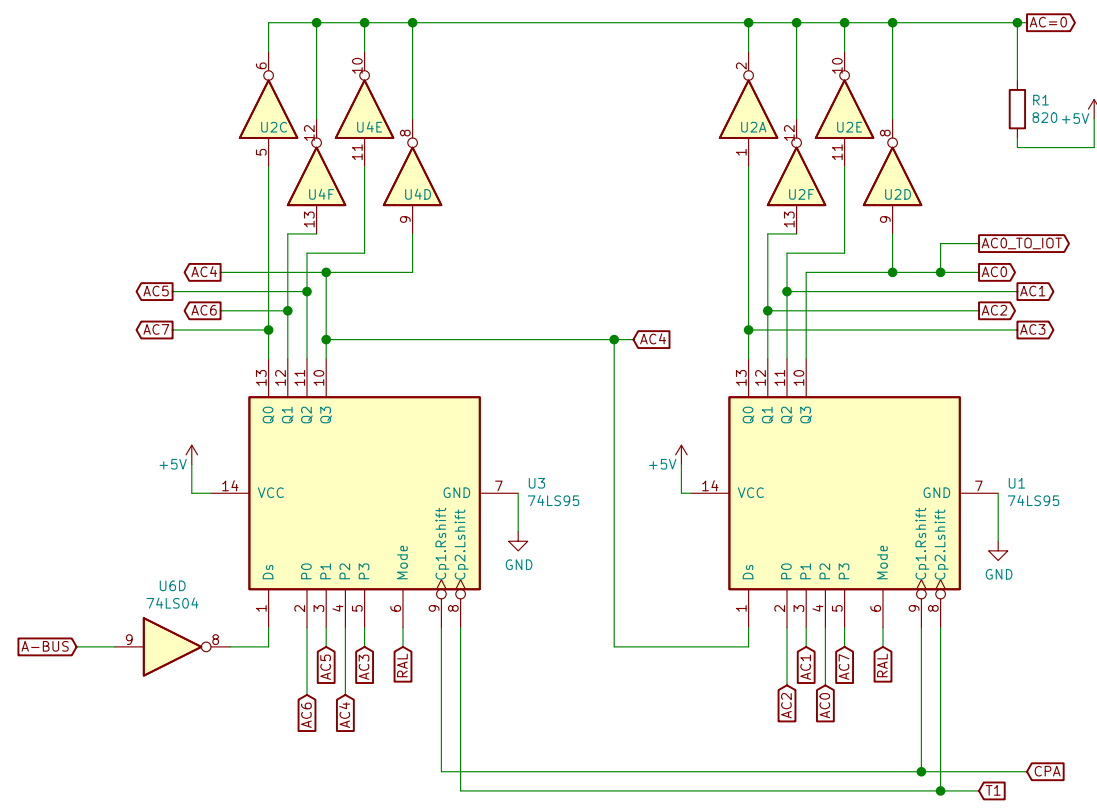 AC=0
6
10
2
10
U2C
12
U4E
8
U2A
12
U2E
8
R1
820
+5V
5
11
1
11
U4F
U4D
U2F
U2D
13
9
13
9
AC0_TO_IOT
AC4
AC0
AC5
AC1
AC6
AC2
AC7
AC3
AC4
13
12
11
10
13
12
11
10
Q0
Q1
Q2
Q3
Q0
Q1
Q2
Q3
+5V
+5V
14
VCC
GND
7
U3
74LS95
14
VCC
GND
7
U1
74LS95
GND
GND
Ds
P0
P1
P2
P3
Mode
Cp1.Rshift
Cp2.Lshift
Ds
P0
P1
P2
P3
Mode
Cp1.Rshift
Cp2.Lshift
U6D
74LS04
1
2
3
4
5
6
9
8
1
2
3
4
5
6
9
8
A-BUS
9
8
AC5
AC3
RAL
AC1
AC7
RAL
AC6
AC4
AC2
AC0
CPA
T1